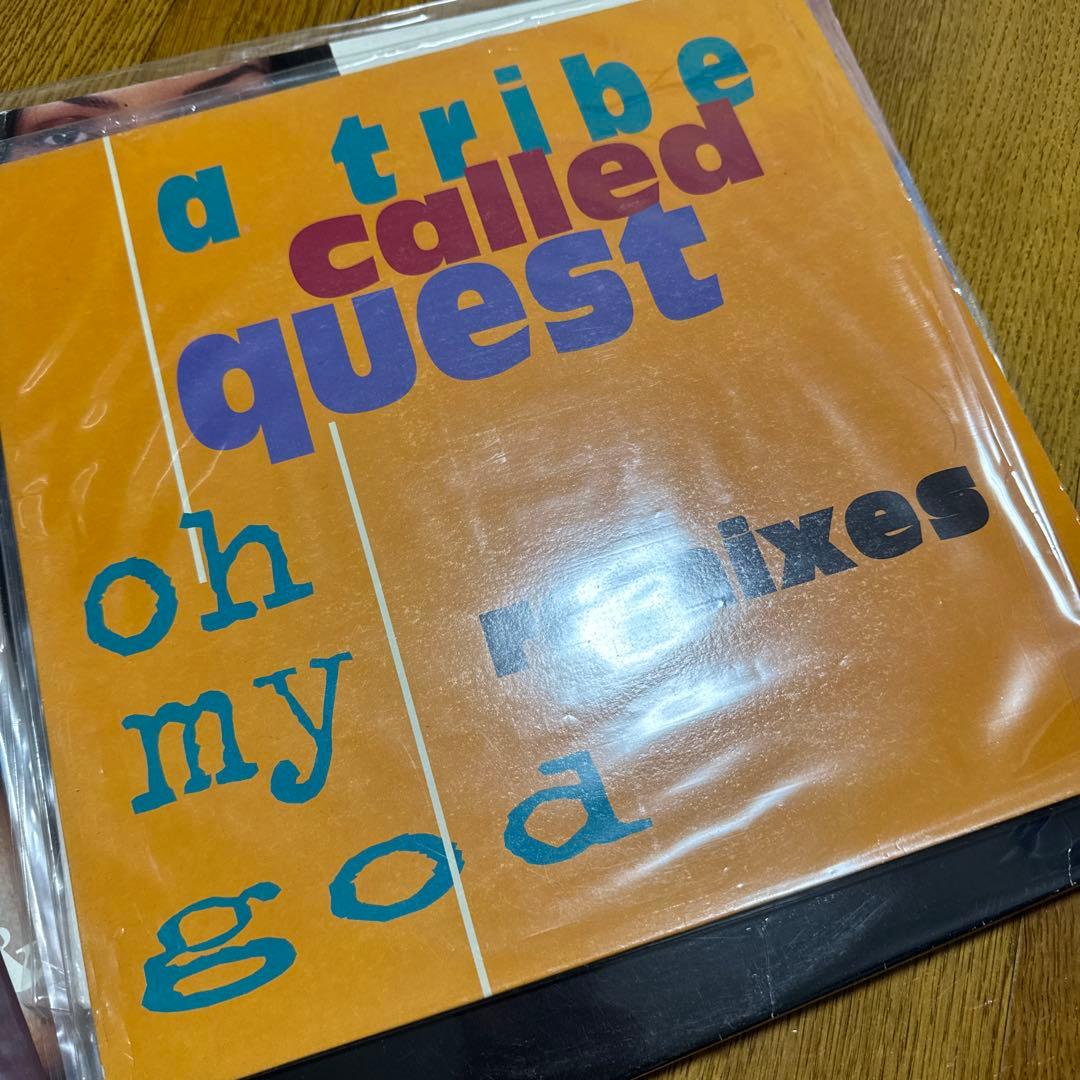 a tribe
called
quest
oh
my
god
remixes